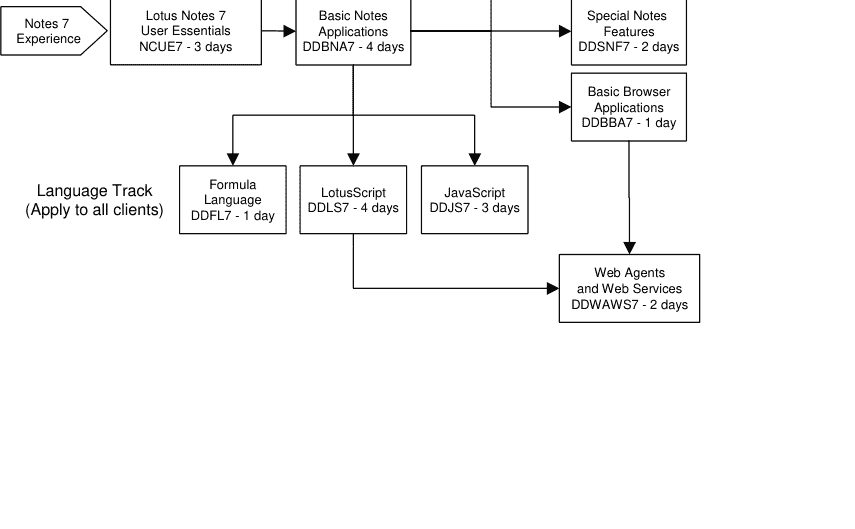 Notes 7
Experience
Lotus Notes 7
User Essentials
NCUE7 - 3 days
Basic Notes
Applications
DDBNA7 - 4 days
Special Notes
Features
DDSNF7 - 2 days
Basic Browser
Applications
DDBBA7 - 1 day
Language Track
(Apply to all clients)
Formula
Language
DDFL7 - 1 day
LotusScript
DDLS7 - 4 days
JavaScript
DDJS7 - 3 days
Web Agents
and Web Services
DDWAWS7 - 2 days